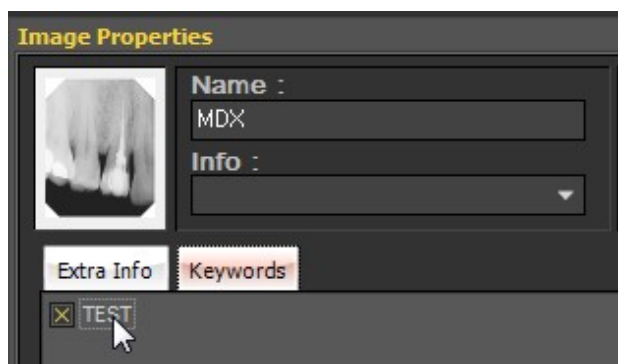 Image Properties
Name :
MDX
Info :
Extra Info
Keywords
TEST